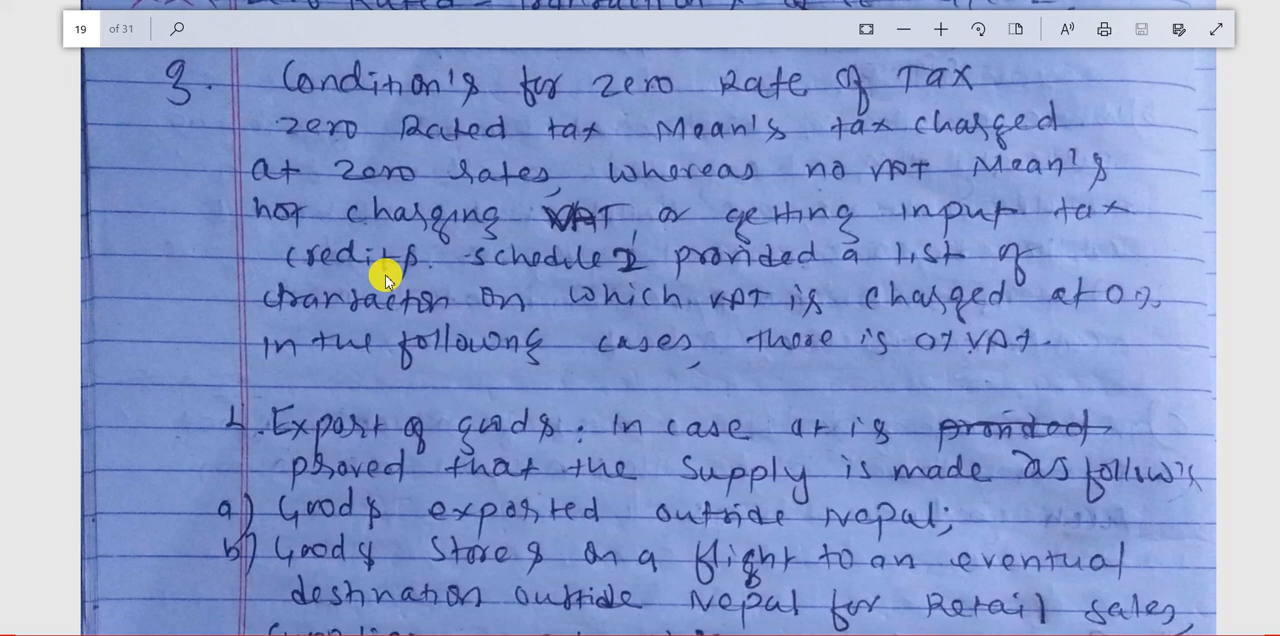 19 of 31
3. Condition's for zero Rate of Tax
zero Rated tax Mean's tax charged
at zero rates, whereas no VAT Mean's
not charging VAT, or getting input tax
credits. schedule 2 provided a list of
transaction on which VAT is charged at 0%
in the following cases, there is 0% VAT.
1. Export of goods: In case it is provided
proved that the supply is made as follow's
a) Goods exported outside Nepal;
b) Goods stores on a flight to an eventual
destination outside Nepal for Retail sales,